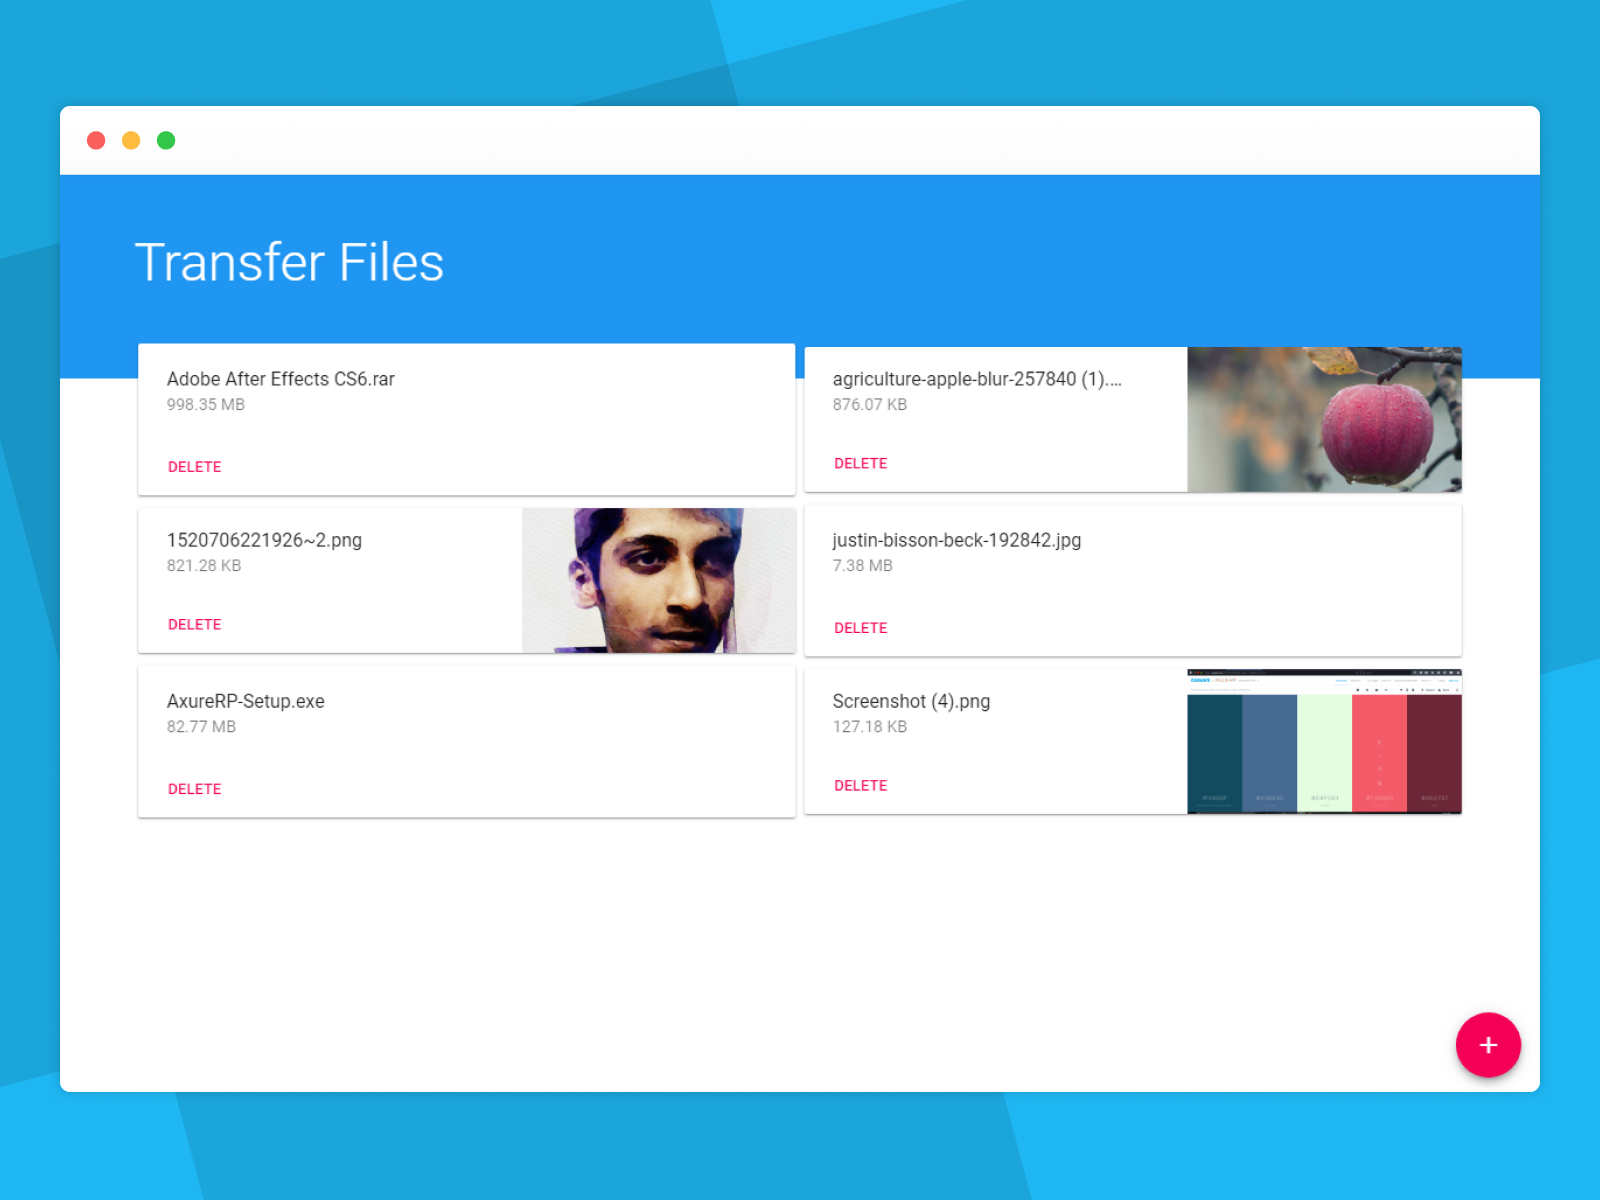 Transfer Files
Adobe After Effects CS6.rar
998.35 MB
DELETE
agriculture-apple-blur-257840 (1)....
876.07 KB
DELETE
1520706221926~2.png
821.28 KB
DELETE
justin-bisson-beck-192842.jpg
7.38 MB
DELETE
AxureRP-Setup.exe
82.77 MB
DELETE
Screenshot (4).png
127.18 KB
DELETE
+